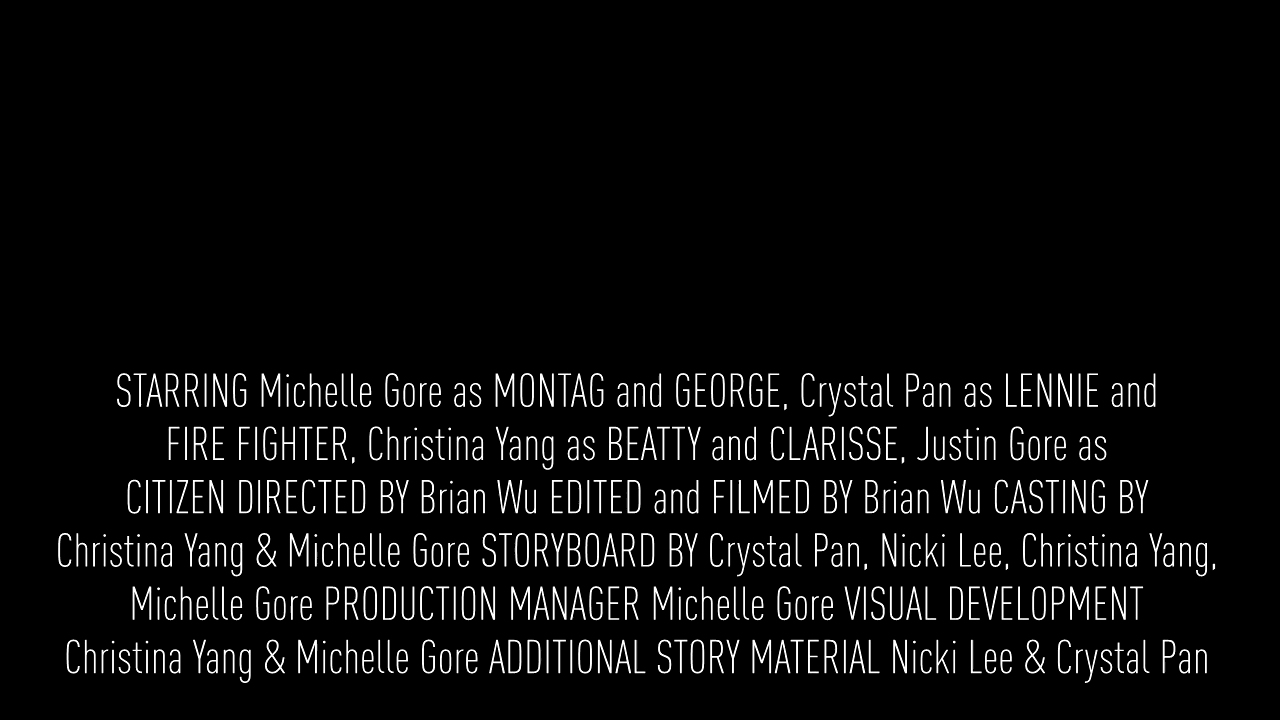 STARRING Michelle Gore as MONTAG and GEORGE, Crystal Pan as LENNIE and
FIRE FIGHTER, Christina Yang as BEATTY and CLARISSE, Justin Gore as
CITIZEN DIRECTED BY Brian Wu EDITED and FILMED BY Brian Wu CASTING BY
Christina Yang & Michelle Gore STORYBOARD BY Crystal Pan, Nicki Lee, Christina Yang,
Michelle Gore PRODUCTION MANAGER Michelle Gore VISUAL DEVELOPMENT
Christina Yang & Michelle Gore ADDITIONAL STORY MATERIAL Nicki Lee & Crystal Pan